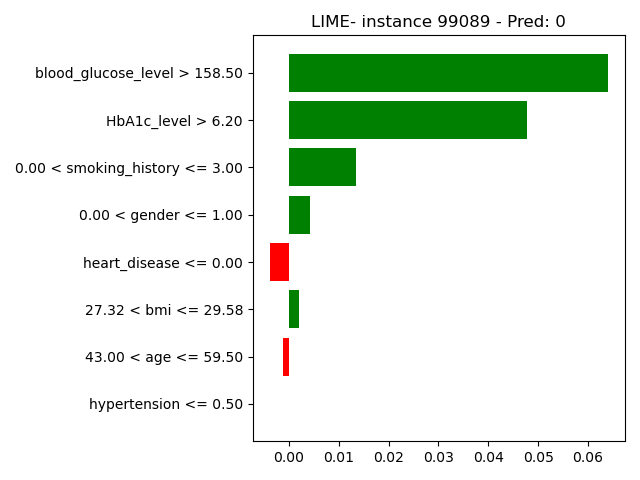 LIME- instance 99089 - Pred: 0
blood_glucose_level > 158.50
HbA1c_level > 6.20
0.00 < smoking_history <= 3.00
0.00 < gender <= 1.00
heart_disease <= 0.00
27.32 < bmi <= 29.58
43.00 < age <= 59.50
hypertension <= 0.50
0.00 0.01 0.02 0.03 0.04 0.05 0.06